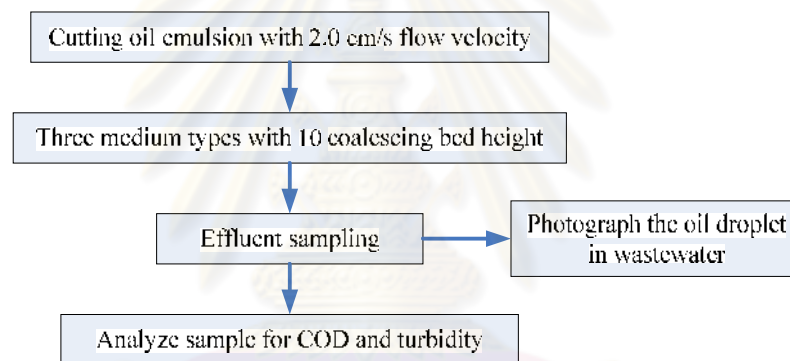 Cutting oil emulsion with 2.0 cm/s flow velocity
Three medium types with 10 coalescing bed height
Effluent sampling
Photograph the oil droplet
in wastewater
Analyze sample for COD and turbidity